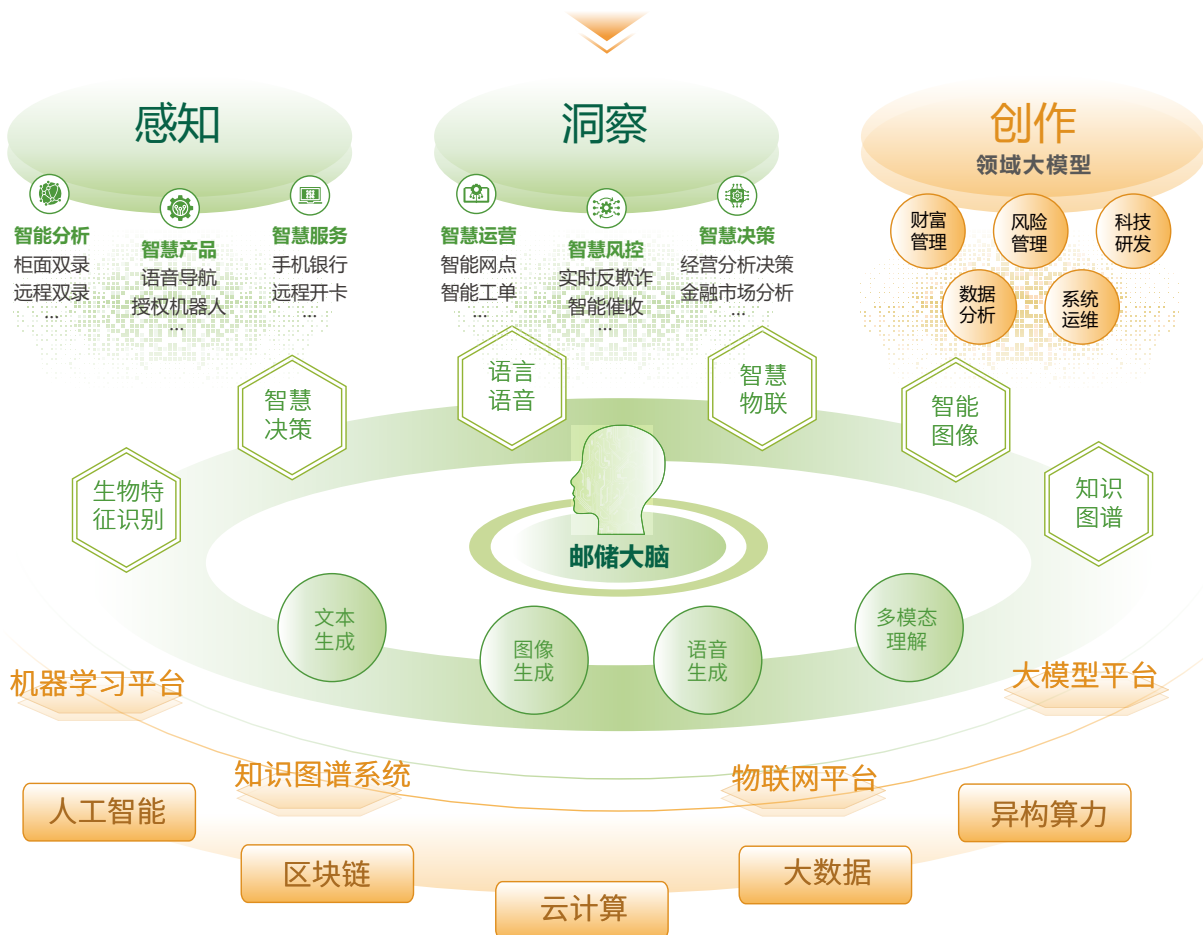 感知
智能分析
柜面双录
远程双录
...
智慧产品
语音导航
授权机器人
...
智慧服务
手机银行
远程开卡
...
洞察
智慧运营
智能网点
智能工单
...
智慧风控
实时反欺诈
智能催收
...
智慧决策
经营分析决策
金融市场分析
...
创作
领域大模型
财富
管理
风险
管理
科技
研发
数据
分析
系统
运维
生物特
征识别
智慧
决策
语言
语音
智慧
物联
智能
图像
知识
图谱
邮储大脑
文本
生成
图像
生成
语音
生成
多模态
理解
机器学习平台
知识图谱系统
物联网平台
大模型平台
人工智能
区块链
云计算
大数据
异构算力